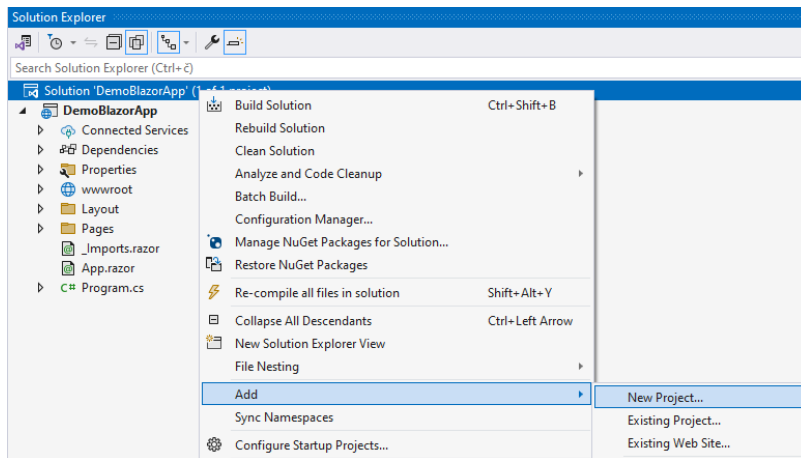 Solution Explorer
Search Solution Explorer (Ctrl+č)
Solution 'DemoBlazorApp' (1 of 1 project)
DemoBlazorApp
Connected Services
Dependencies
Properties
wwwroot
Layout
Pages
_Imports.razor
App.razor
C# Program.cs
Build Solution Ctrl+Shift+B
Rebuild Solution
Clean Solution
Analyze and Code Cleanup
Batch Build...
Configuration Manager...
Manage NuGet Packages for Solution...
Restore NuGet Packages
Re-compile all files in solution Shift+Alt+Y
Collapse All Descendants Ctrl+Left Arrow
New Solution Explorer View
File Nesting
Add
Sync Namespaces
Configure Startup Projects...
New Project...
Existing Project...
Existing Web Site...